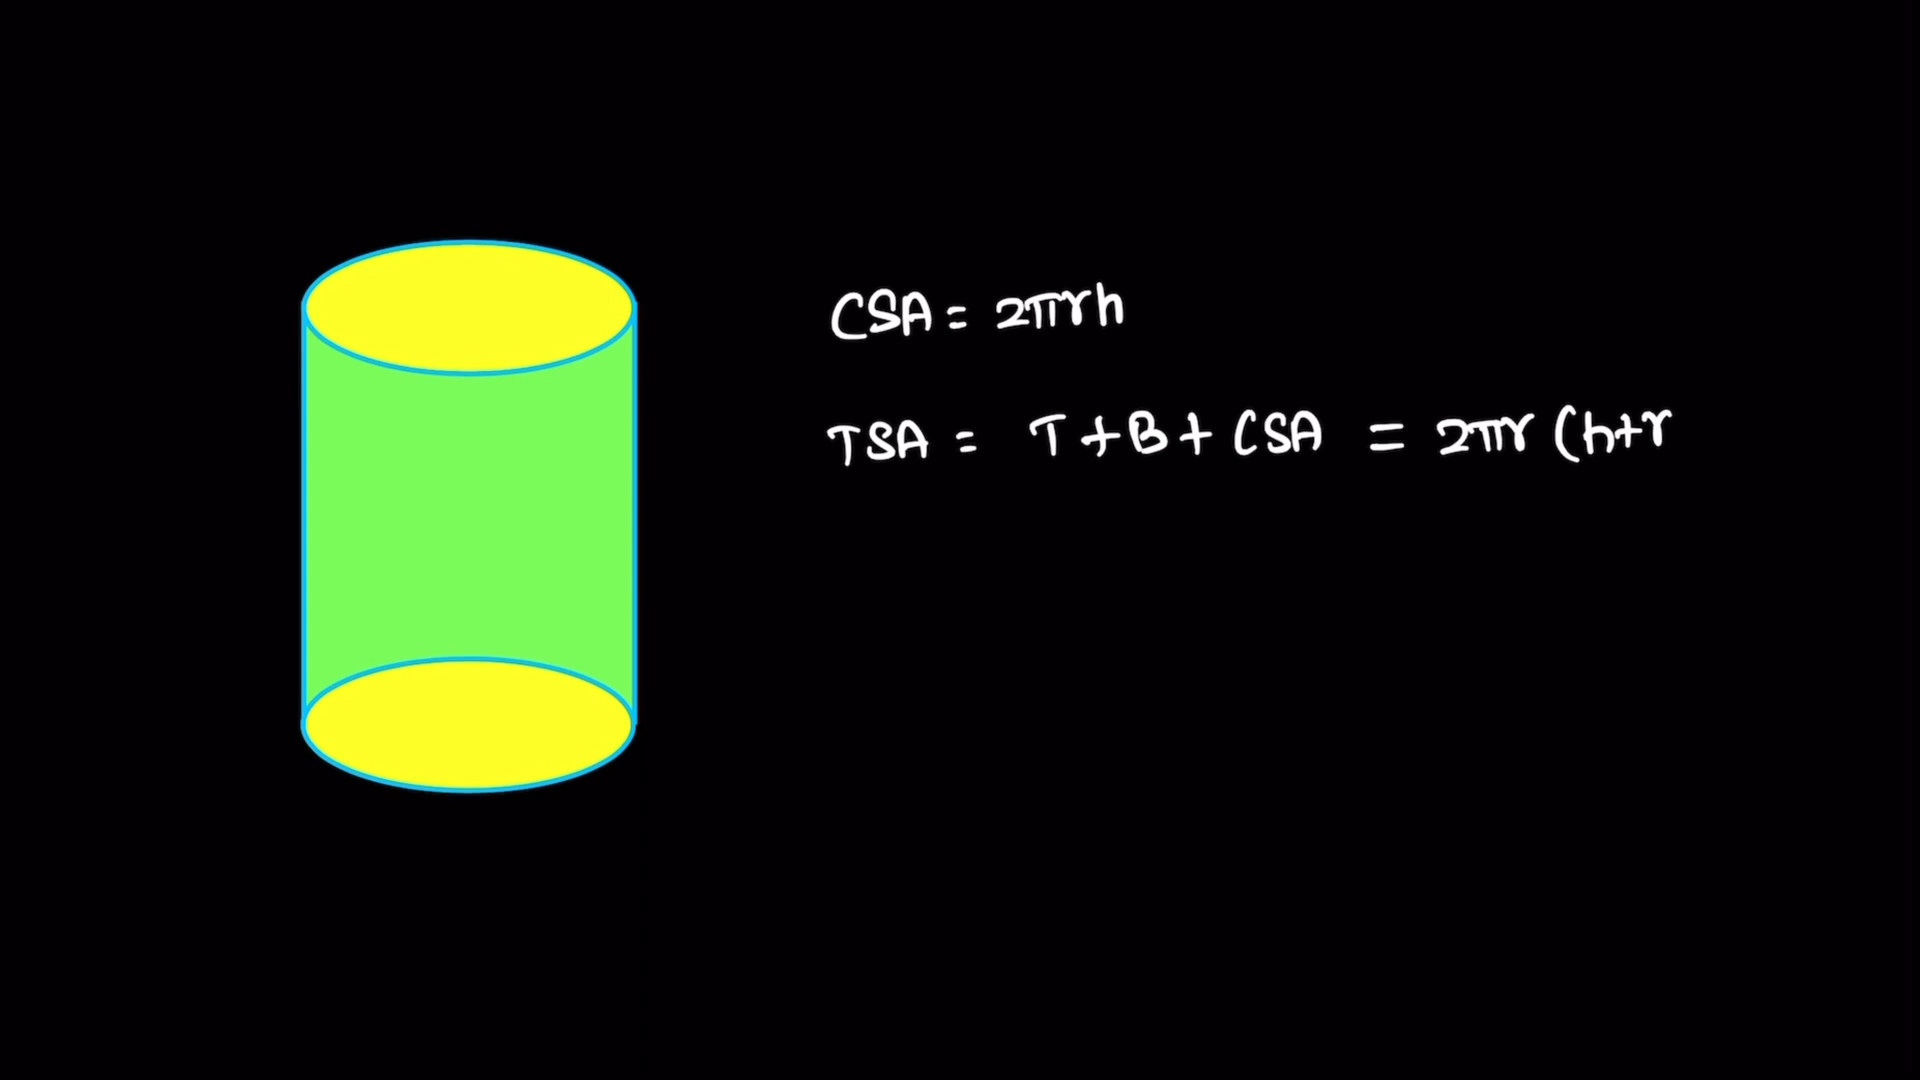 CSA = 2πrh
TSA = T + B + CSA = 2πr (h+r